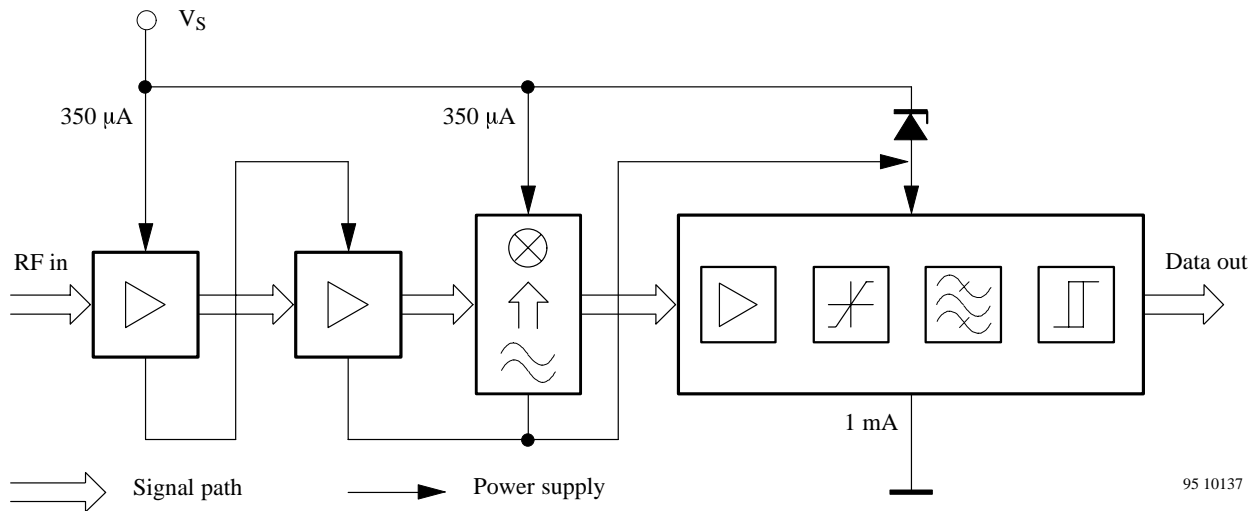 V_S
350 µA
350 µA
RF in
Data out
1 mA
Signal path
Power supply
95 10137